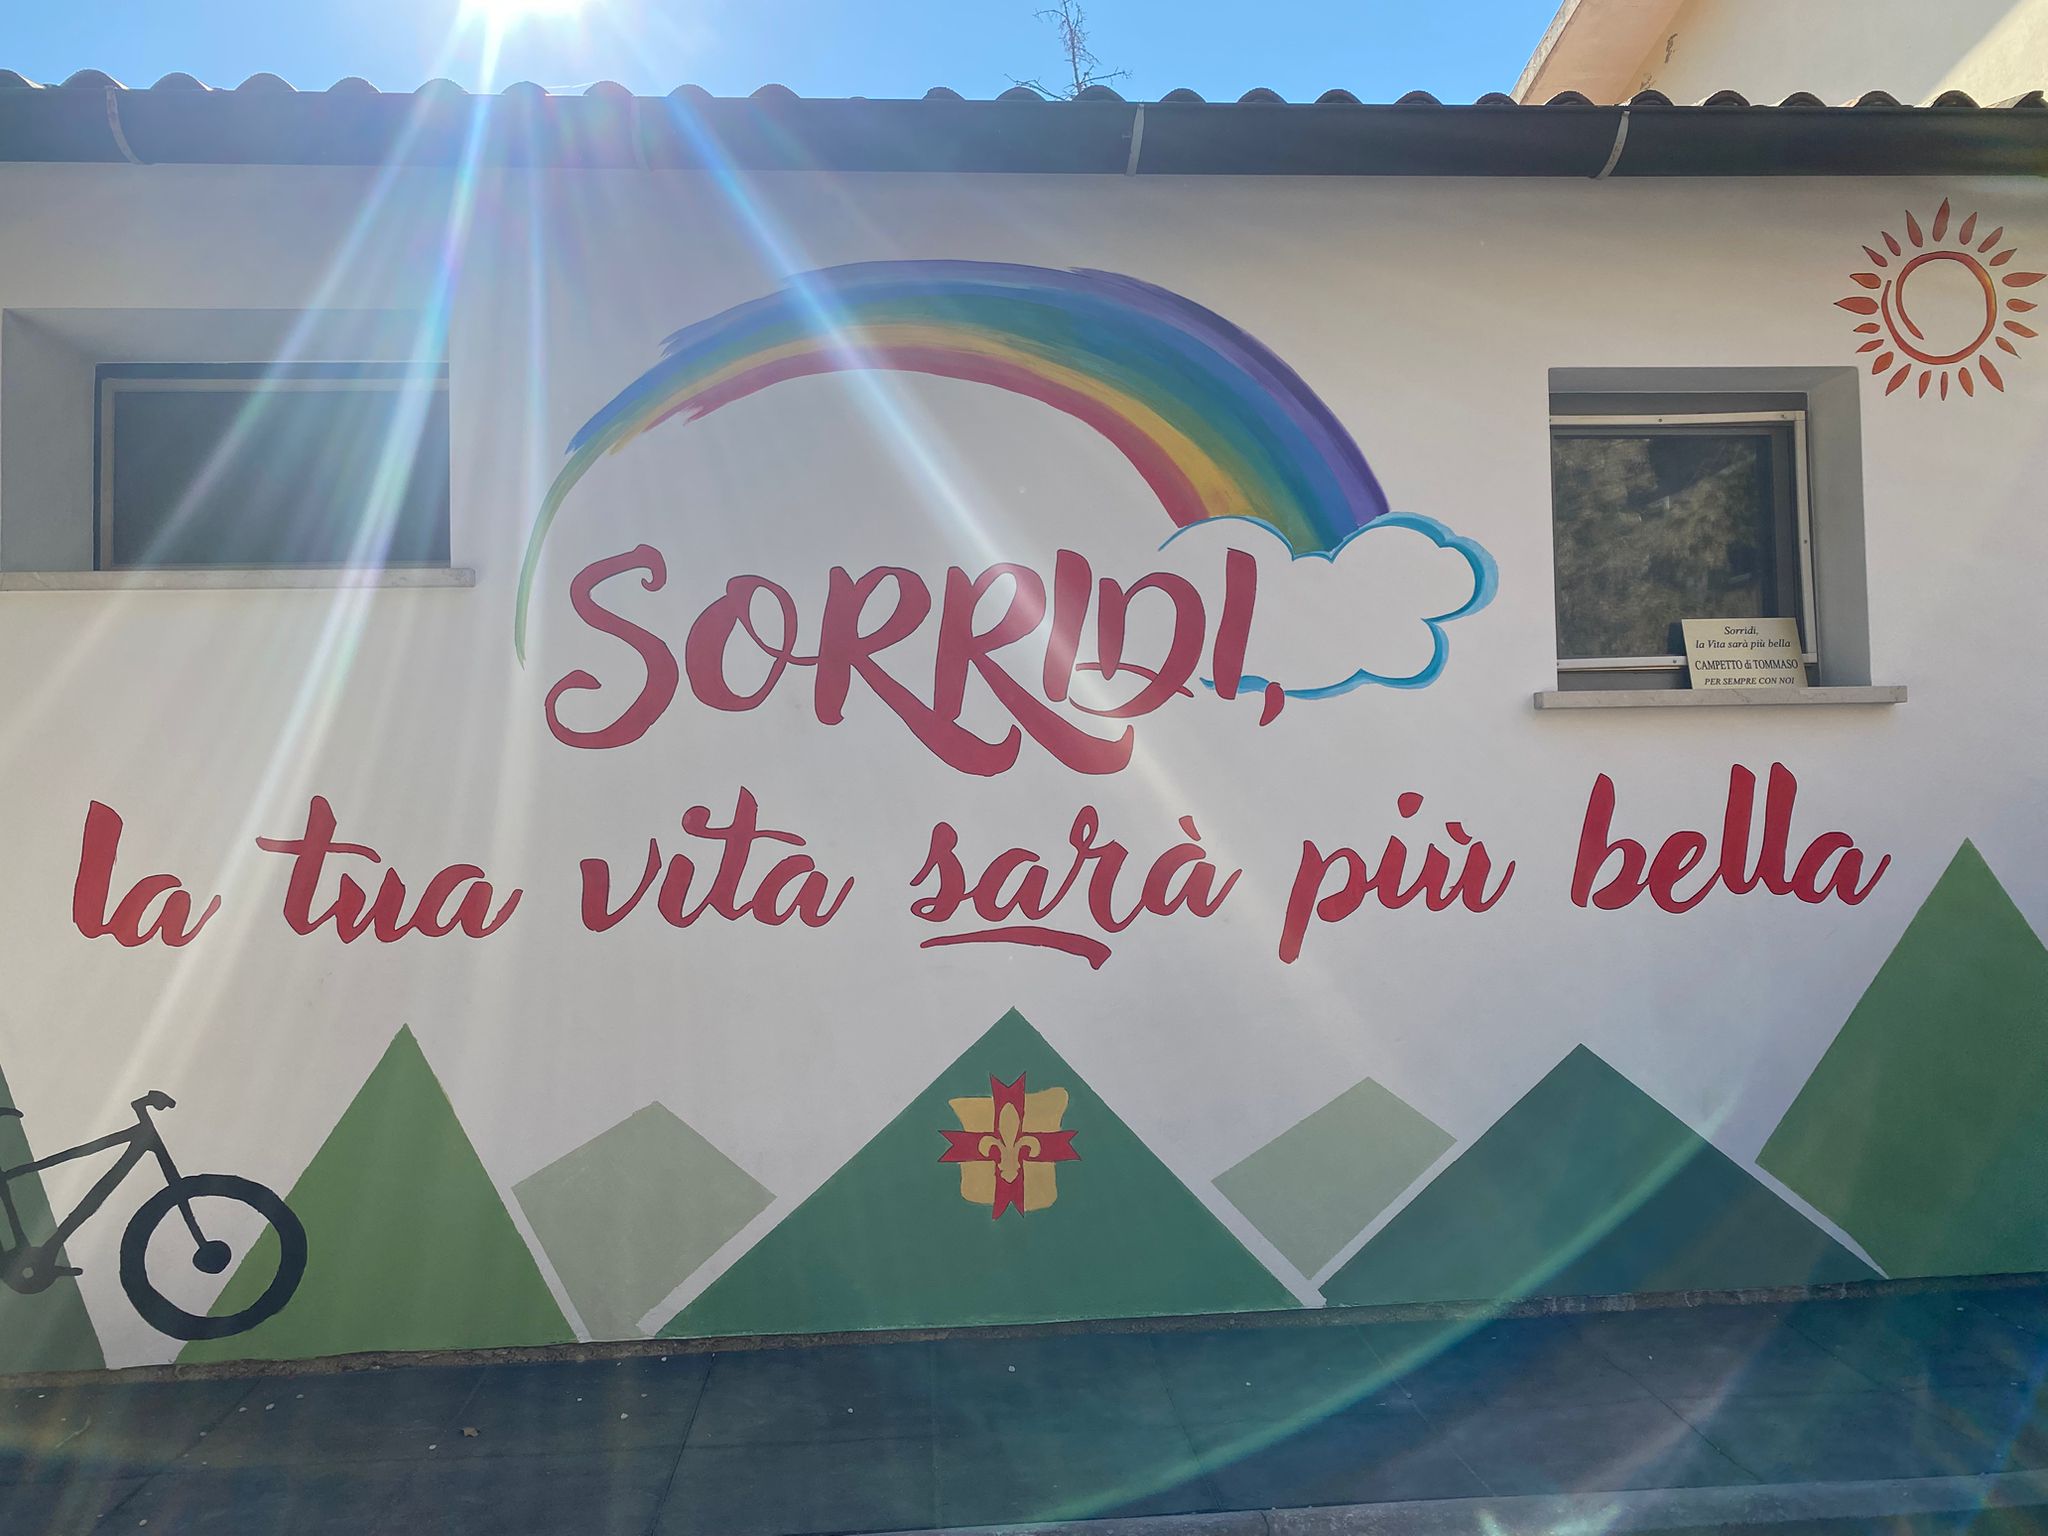 SORRIDI,
la tua vita sarà più bella
Sorridi,
la Vita sarà più bella
CAMPETTO di TOMMASO
PER SEMPRE CON NOI